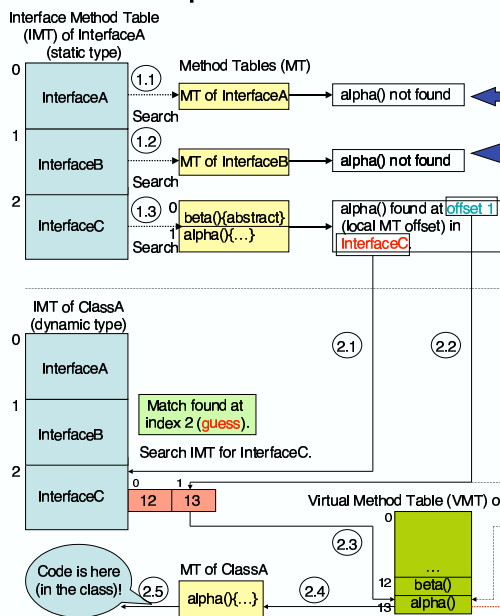 Interface Method Table
(IMT) of InterfaceA
(static type)
Method Tables (MT)
0
1.1
InterfaceA
MT of InterfaceA
alpha() not found
Search
1
1.2
InterfaceB
MT of InterfaceB
alpha() not found
Search
2
1.3
0
InterfaceC
beta(){abstract}
1
alpha(){...}
Search
alpha() found at offset 1
(local MT offset) in
InterfaceC.
IMT of ClassA
(dynamic type)
0
2.1
2.2
InterfaceA
1
Match found at
index 2 (guess).
InterfaceB
Search IMT for InterfaceC.
2
0
1
InterfaceC
12
13
Virtual Method Table (VMT) o
0
2.3
...
12
beta()
13
alpha()
Code is here
(in the class)!
2.5
MT of ClassA
alpha(){...}
2.4